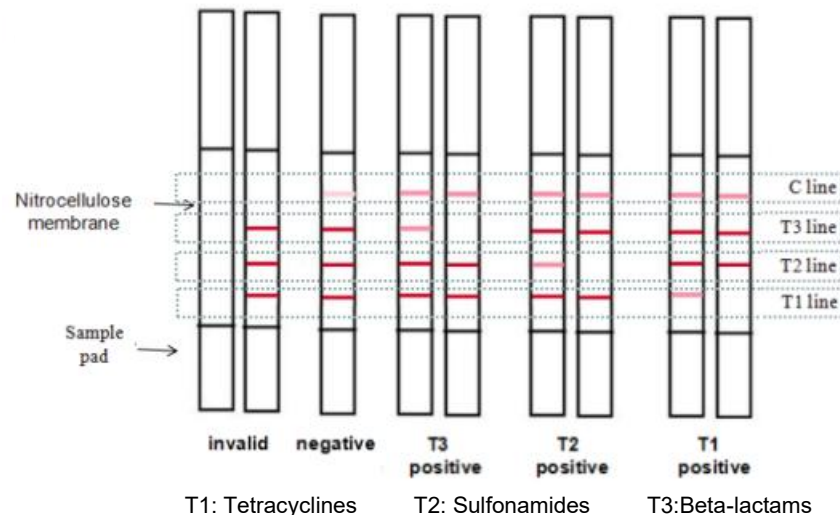 C line
Nitrocellulose
membrane
T3 line
T2 line
T1 line
Sample
pad
invalid
negative
T3
positive
T2
positive
T1
positive
T1: Tetracyclines
T2: Sulfonamides
T3:Beta-lactams